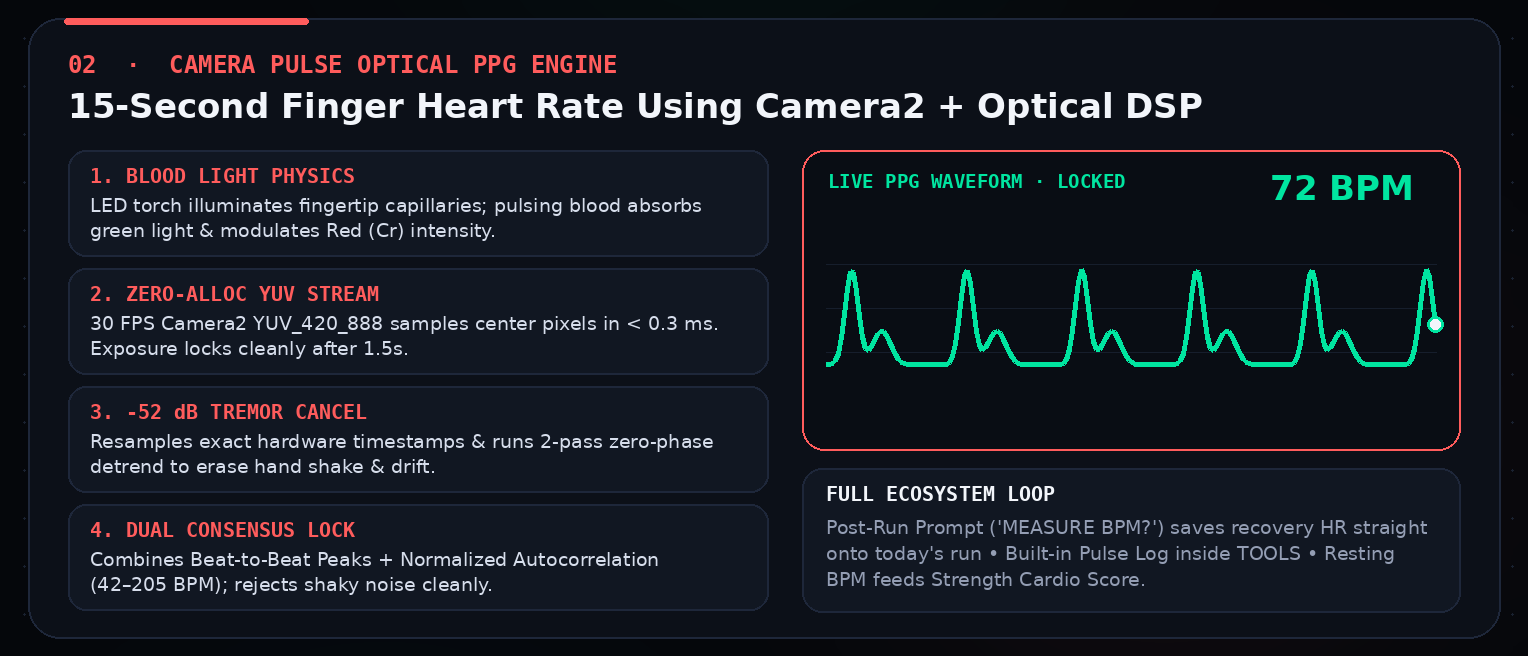 02 · CAMERA PULSE OPTICAL PPG ENGINE
15-Second Finger Heart Rate Using Camera2 + Optical DSP
1. BLOOD LIGHT PHYSICS
LED torch illuminates fingertip capillaries; pulsing blood absorbs
green light & modulates Red (Cr) intensity.
2. ZERO-ALLOC YUV STREAM
30 FPS Camera2 YUV_420_888 samples center pixels in < 0.3 ms.
Exposure locks cleanly after 1.5s.
3. -52 dB TREMOR CANCEL
Resamples exact hardware timestamps & runs 2-pass zero-phase
detrend to erase hand shake & drift.
4. DUAL CONSENSUS LOCK
Combines Beat-to-Beat Peaks + Normalized Autocorrelation
(42–205 BPM); rejects shaky noise cleanly.
LIVE PPG WAVEFORM · LOCKED
72 BPM
FULL ECOSYSTEM LOOP
Post-Run Prompt ('MEASURE BPM?') saves recovery HR straight
onto today's run • Built-in Pulse Log inside TOOLS • Resting
BPM feeds Strength Cardio Score.